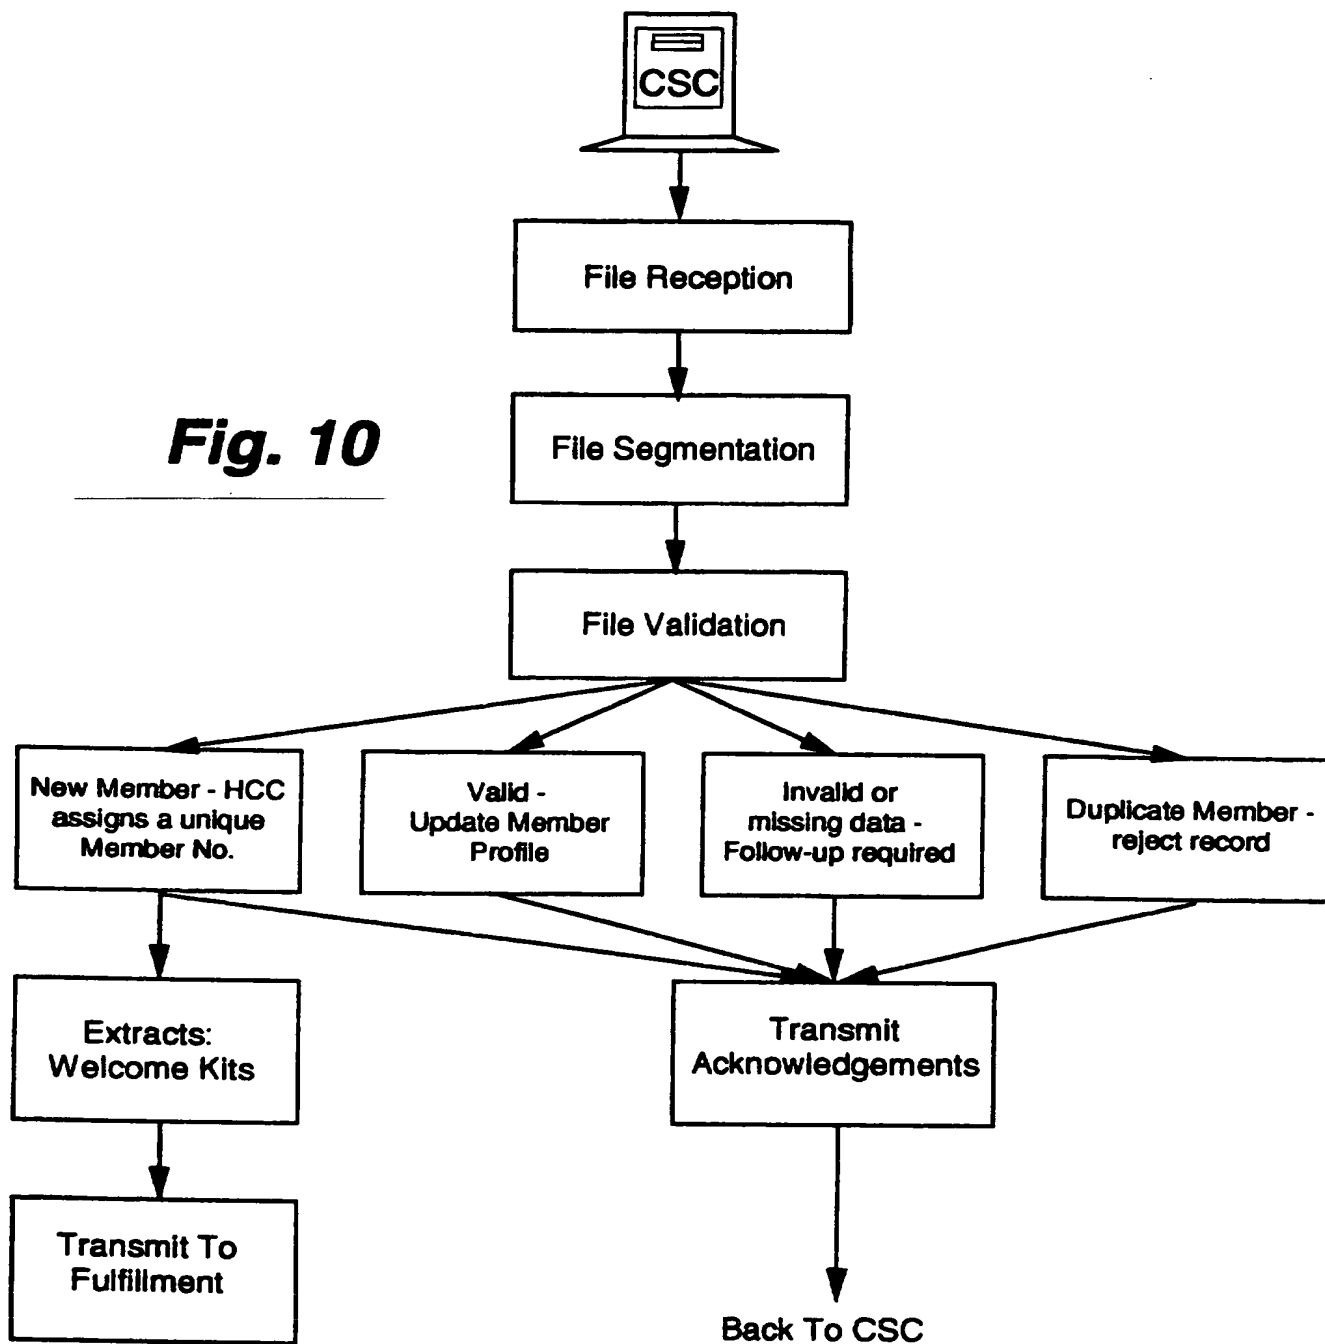 CSC
File Reception
Fig. 10
File Segmentation
File Validation
New Member - HCC
assigns a unique
Member No.
Valid -
Update Member
Profile
Invalid or
missing data -
Follow-up required
Duplicate Member -
reject record
Extracts:
Welcome Kits
Transmit
Acknowledgements
Transmit To
Fulfillment
Back To CSC